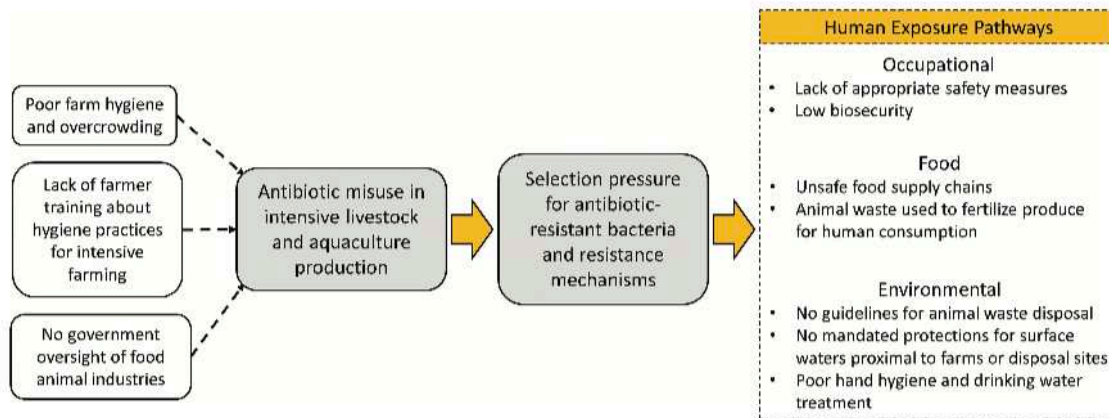 Poor farm hygiene
and overcrowding
Lack of farmer
training about
hygiene practices
for intensive
farming
No government
oversight of food
animal industries
Antibiotic misuse in
intensive livestock
and aquaculture
production
Selection pressure
for antibiotic-
resistant bacteria
and resistance
mechanisms
Human Exposure Pathways
Occupational
• Lack of appropriate safety measures
• Low biosecurity
Food
• Unsafe food supply chains
• Animal waste used to fertilize produce
for human consumption
Environmental
• No guidelines for animal waste disposal
• No mandated protections for surface
waters proximal to farms or disposal sites
• Poor hand hygiene and drinking water
treatment